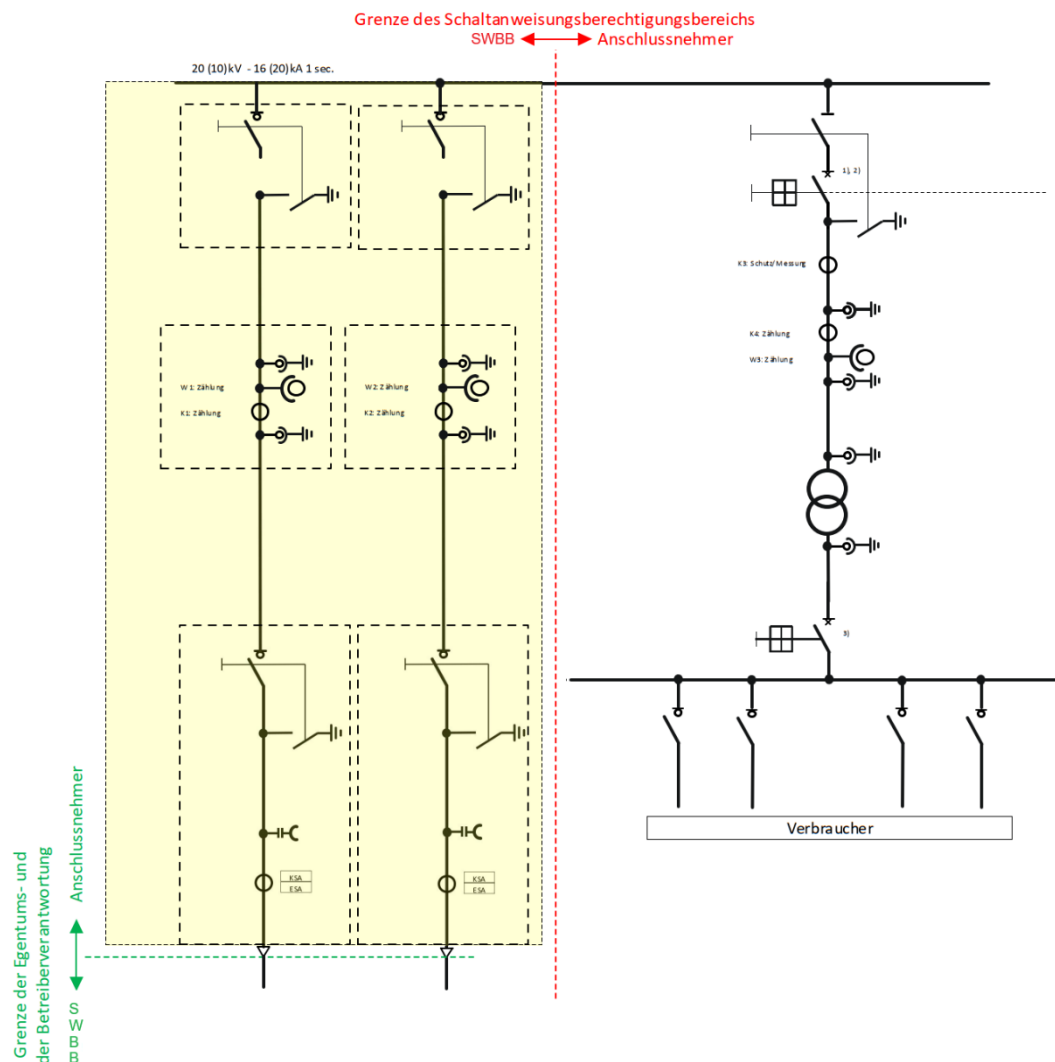 Grenze des Schaltanweisungsberechtigungsbereichs
SWBB Anschlussnehmer
20 (10)kV - 16 (20)kA 1 sec.
1), 2)
K3: Schutz/Messung
K4: Zählung
W3: Zählung
W1: Zählung
K1: Zählung
W2: Zählung
K2: Zählung
3)
Verbraucher
KSA
ESA
KSA
ESA
Grenze der Egentums- und
der Betreiberverantwortung
Anschlussnehmer
S
W
B
B